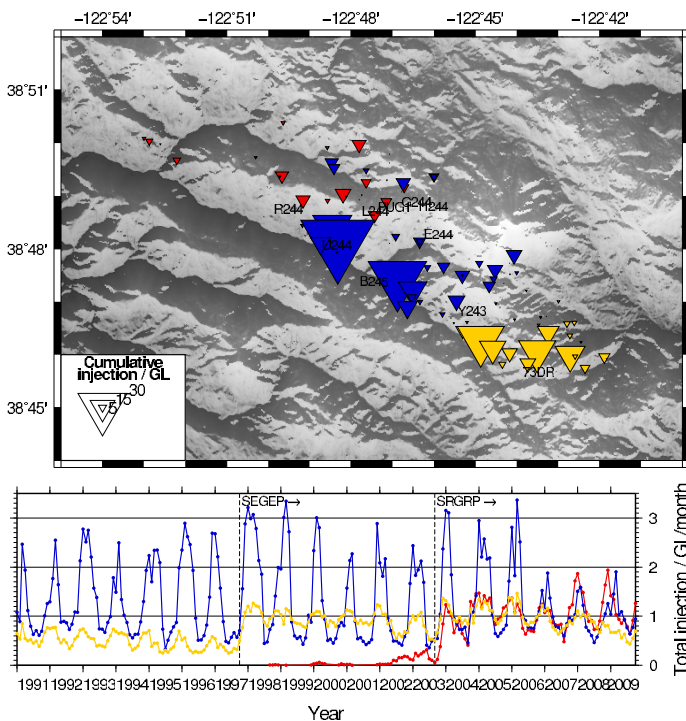 −122˚54' −122˚51' −122˚48' −122˚45' −122˚42'
38˚51'
38˚48'
38˚45'
R244
L244
DUG1
G244
H244
E244
B245
Y243
73DR
Cumulative
injection / GL
5 15 30
SEGEP →
SRGRP →
3
2
1
0
Total injection / GL /month
1991 1992 1993 1994 1995 1996 1997 1998 1999 2000 2001 2002 2003 2004 2005 2006 2007 2008 2009
Year